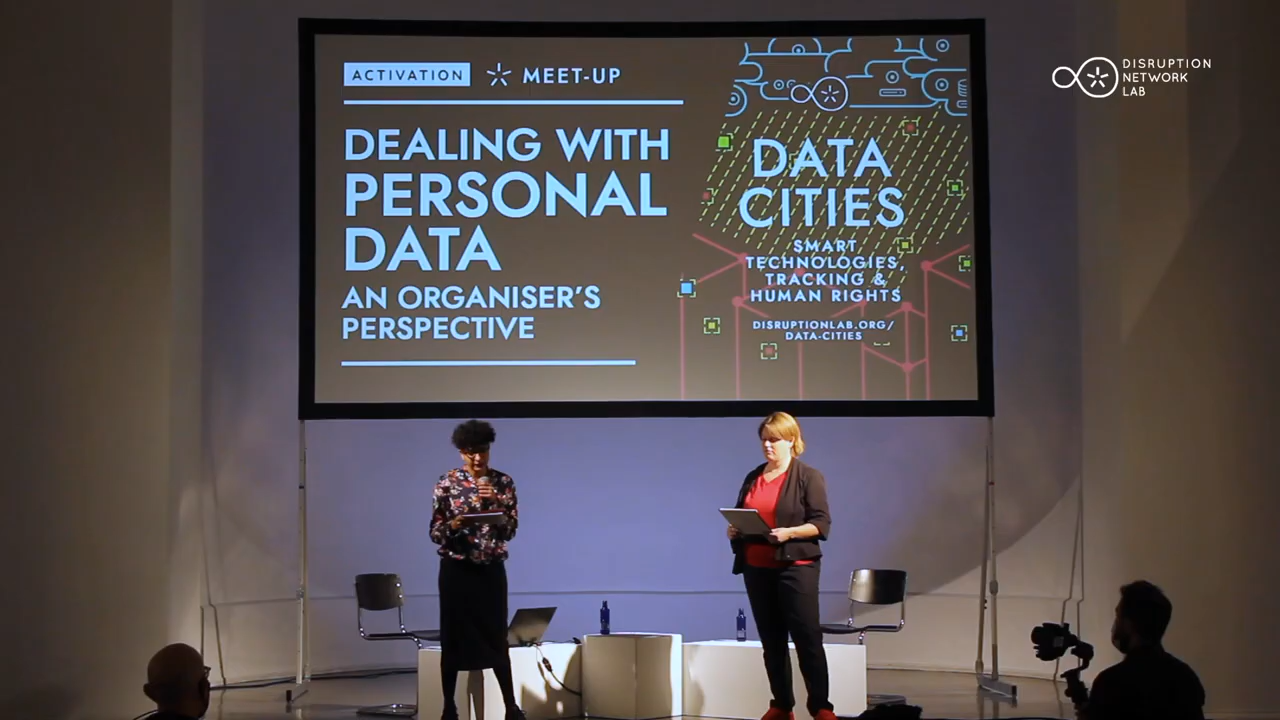 ACTIVATION MEET-UP
DEALING WITH
PERSONAL
DATA
AN ORGANISER'S
PERSPECTIVE
DATA
CITIES
SMART
TECHNOLOGIES,
TRACKING &
HUMAN RIGHTS
DISRUPTIONLAB.ORG/
DATA-CITIES
DISRUPTION
NETWORK
LAB